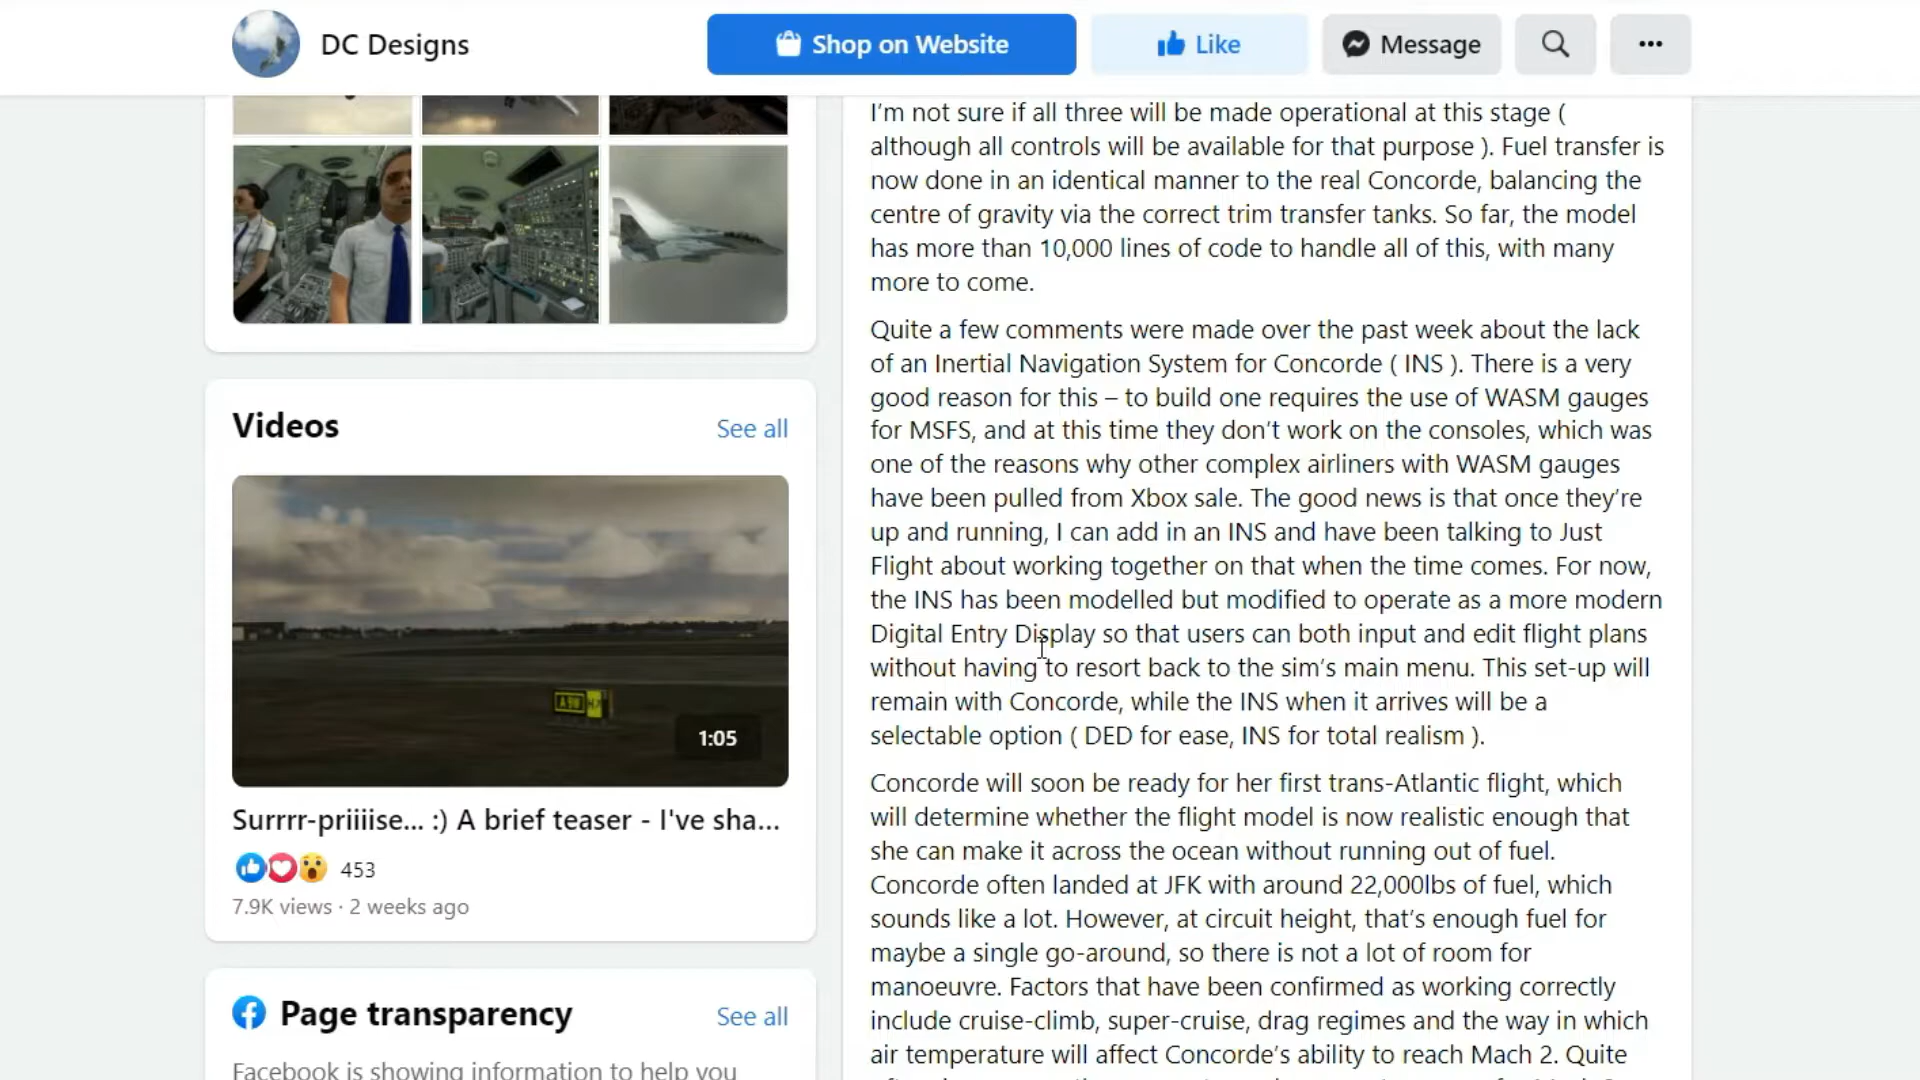 DC Designs
Shop on Website
Like
Message
I'm not sure if all three will be made operational at this stage (
although all controls will be available for that purpose ). Fuel transfer is
now done in an identical manner to the real Concorde, balancing the
centre of gravity via the correct trim transfer tanks. So far, the model
has more than 10,000 lines of code to handle all of this, with many
more to come.
Quite a few comments were made over the past week about the lack
of an Inertial Navigation System for Concorde ( INS ). There is a very
good reason for this – to build one requires the use of WASM gauges
for MSFS, and at this time they don't work on the consoles, which was
one of the reasons why other complex airliners with WASM gauges
have been pulled from Xbox sale. The good news is that once they're
up and running, I can add in an INS and have been talking to Just
Flight about working together on that when the time comes. For now,
the INS has been modelled but modified to operate as a more modern
Digital Entry Display so that users can both input and edit flight plans
without having to resort back to the sim's main menu. This set-up will
remain with Concorde, while the INS when it arrives will be a
selectable option ( DED for ease, INS for total realism ).
Concorde will soon be ready for her first trans-Atlantic flight, which
will determine whether the flight model is now realistic enough that
she can make it across the ocean without running out of fuel.
Concorde often landed at JFK with around 22,000lbs of fuel, which
sounds like a lot. However, at circuit height, that's enough fuel for
maybe a single go-around, so there is not a lot of room for
manoeuvre. Factors that have been confirmed as working correctly
include cruise-climb, super-cruise, drag regimes and the way in which
air temperature will affect Concorde's ability to reach Mach 2. Quite
Videos
See all
1:05
Surrrr-priiiise... :) A brief teaser - I've sha...
453
7.9K views · 2 weeks ago
Page transparency
See all
Facebook is showing information to help you